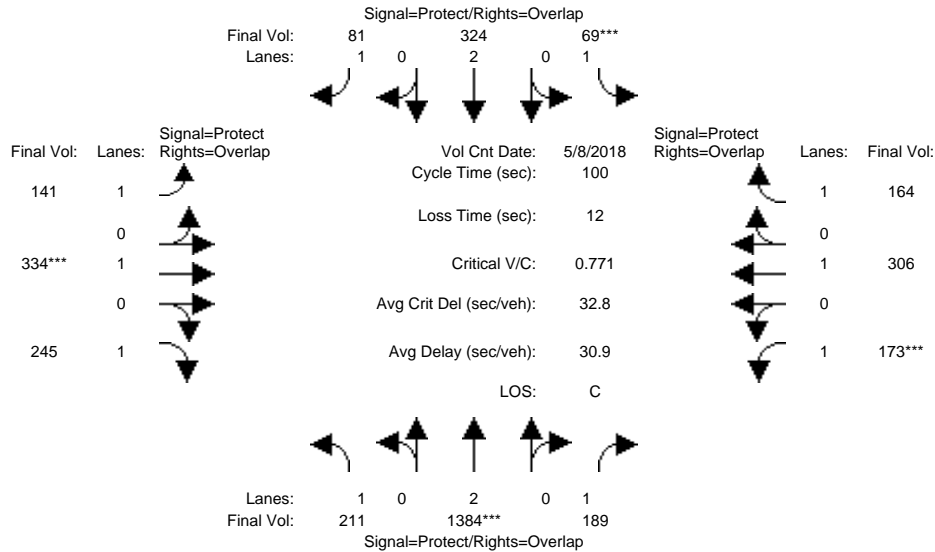 Signal=Protect/Rights=Overlap
Final Vol: 81 324 69***
Lanes: 1 0 2 0 1
Signal=Protect
Final Vol: Lanes: Rights=Overlap
Vol Cnt Date: 5/8/2018
Signal=Protect
Rights=Overlap Lanes: Final Vol:
Cycle Time (sec): 100
141 1
1 164
Loss Time (sec): 12
0
0
334*** 1
Critical V/C: 0.771
1 306
0
Avg Crit Del (sec/veh): 32.8
0
245 1
Avg Delay (sec/veh): 30.9
1 173***
LOS: C
Lanes: 1 0 2 0 1
Final Vol: 211 1384*** 189
Signal=Protect/Rights=Overlap